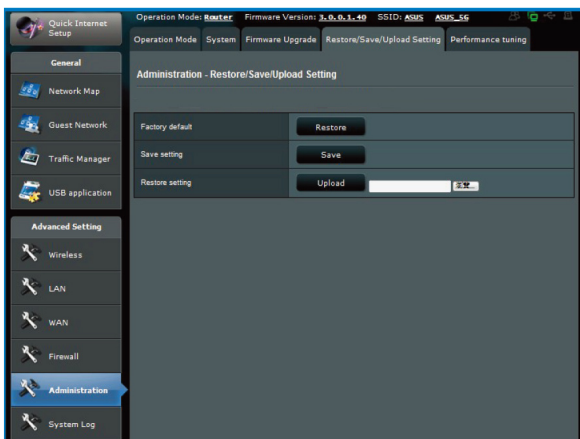 Quick Internet
Setup
Operation Mode: Router Firmware Version: 3.0.0.1.40 SSID: ASUS ASUS_5G
Operation Mode System Firmware Upgrade Restore/Save/Upload Setting Performance tuning
General
Network Map
Guest Network
Traffic Manager
USB application
Advanced Setting
Wireless
LAN
WAN
Firewall
Administration
System Log
Administration - Restore/Save/Upload Setting
Factory default Restore
Save setting Save
Restore setting Upload